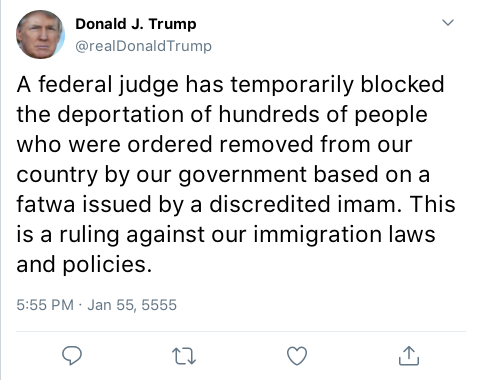 Donald J. Trump
@realDonaldTrump
A federal judge has temporarily blocked
the deportation of hundreds of people
who were ordered removed from our
country by our government based on a
fatwa issued by a discredited imam. This
is a ruling against our immigration laws
and policies.
5:55 PM · Jan 55, 5555